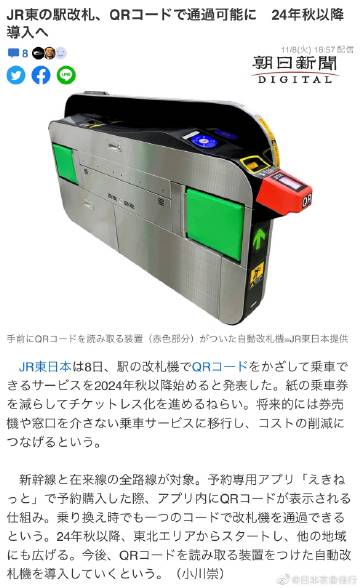 JR東の駅改札、QRコードで通過可能に　24年秋以降
導入へ
8
11/8(火) 18:57 配信
朝日新聞
DIGITAL
QR
手前にQRコードを読み取る装置（赤色部分）がついた自動改札機=JR東日本提供
JR東日本は8日、駅の改札機でQRコードをかざして乗車で
きるサービスを2024年秋以降始めると発表した。紙の乗車券
を減らしてチケットレス化を進めるねらい。将来的には券売
機や窓口を介さない乗車サービスに移行し、コストの削減に
つなげるという。
新幹線と在来線の全路線が対象。予約専用アプリ「えきねっ
と」で予約購入した際、アプリ内にQRコードが表示される
仕組み。乗り換え時でも一つのコードで改札機を通過できる
という。24年秋以降、東北エリアからスタートし、他の地域
にも広げる。今後、QRコードを読み取る装置をつけた自動改
札機を導入していくという。（小川崇）